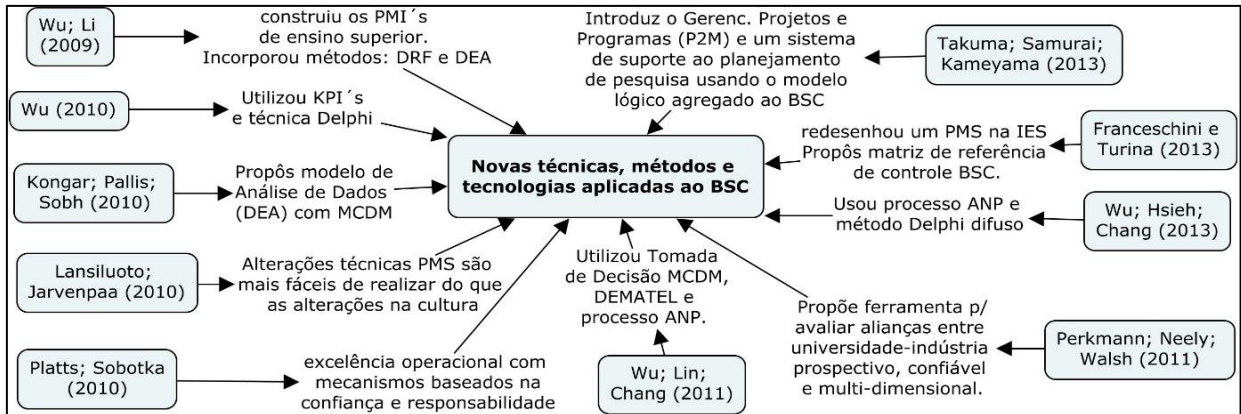 Wu; Li
(2009)
construiu os PMI´s
de ensino superior.
Incorporou métodos: DRF e DEA
Introduz o Gerenc. Projetos e
Programas (P2M) e um sistema
de suporte ao planejamento
de pesquisa usando o modelo
lógico agregado ao BSC
Takuma; Samurai;
Kameyama (2013)
Wu (2010)
Utilizou KPI´s
e técnica Delphi
redesenhou um PMS na IES
Propôs matriz de referência
de controle BSC.
Franceschini e
Turina (2013)
Novas técnicas, métodos e
tecnologias aplicadas ao BSC
Kongar; Pallis;
Sobh (2010)
Propôs modelo de
Análise de Dados
(DEA) com MCDM
Usou processo ANP e
método Delphi difuso
Wu; Hsieh;
Chang (2013)
Lansiluoto;
Jarvenpaa (2010)
Alterações técnicas PMS são
mais fáceis de realizar do que
as alterações na cultura
Utilizou Tomada
de Decisão MCDM,
DEMATEL e
processo ANP.
Wu; Lin;
Chang (2011)
Propõe ferramenta p/
avaliar alianças entre
universidade-indústria
prospectivo, confiável
e multi-dimensional.
Perkmann; Neely;
Walsh (2011)
Platts; Sobotka
(2010)
excelência operacional com
mecanismos baseados na
confiança e responsabilidade